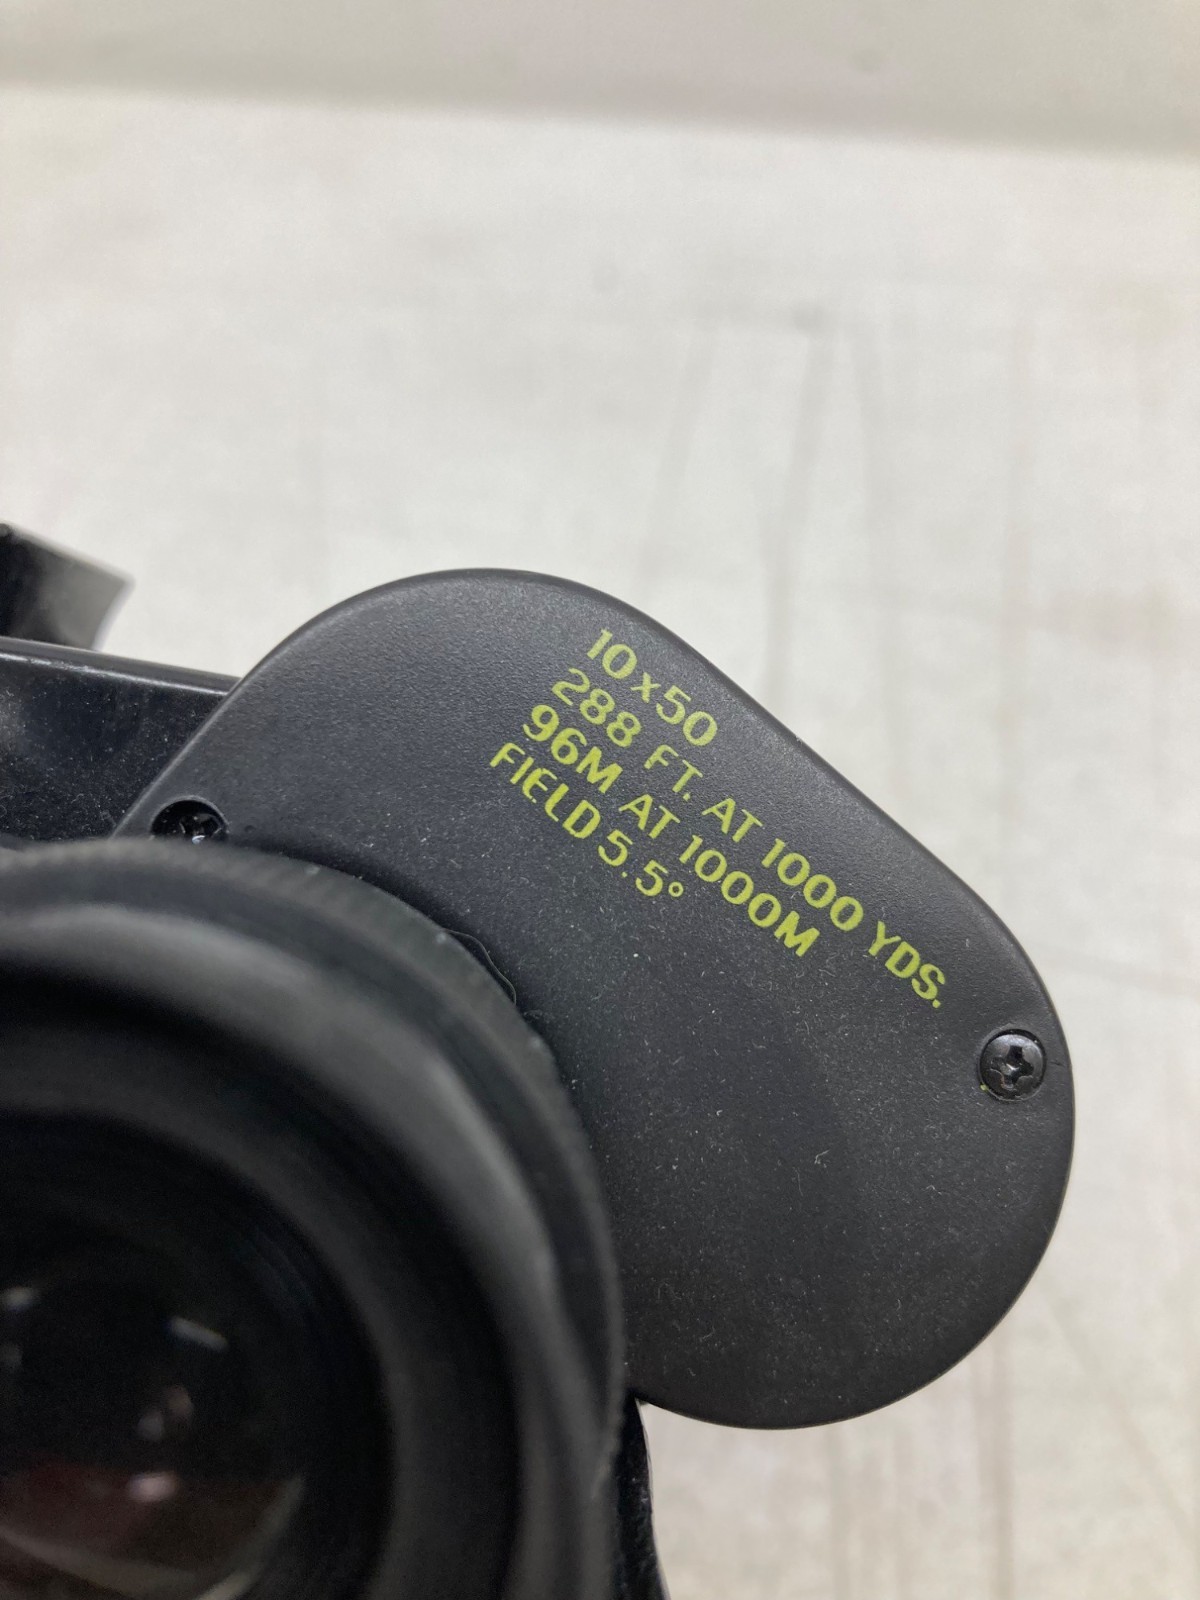 10x50
288 FT. AT 1000 YDS.
96M AT 1000M
FIELD 5.5°